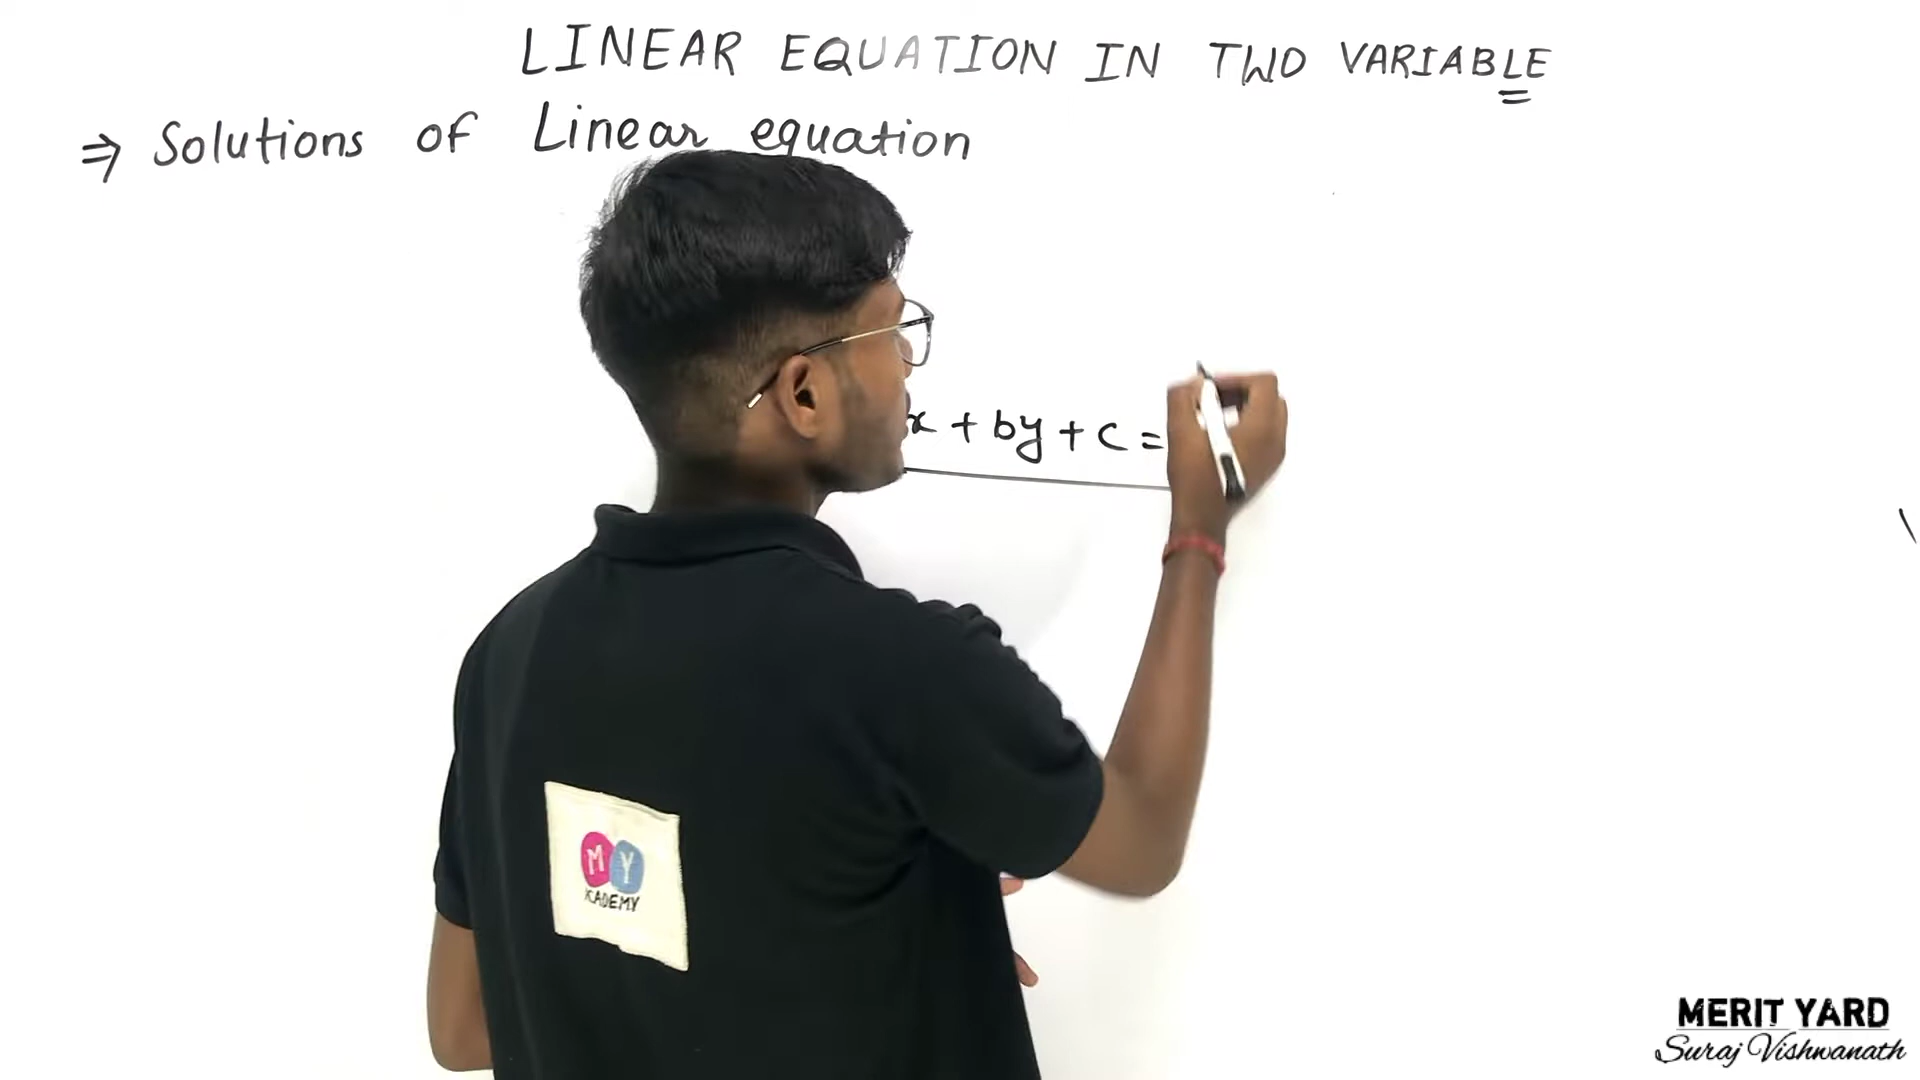 LINEAR EQUATION IN TWO VARIABLE
⇒ Solutions of Linear equation
x + by + c =
MY
ACADEMY
MERIT YARD
Suraj Vishwanath